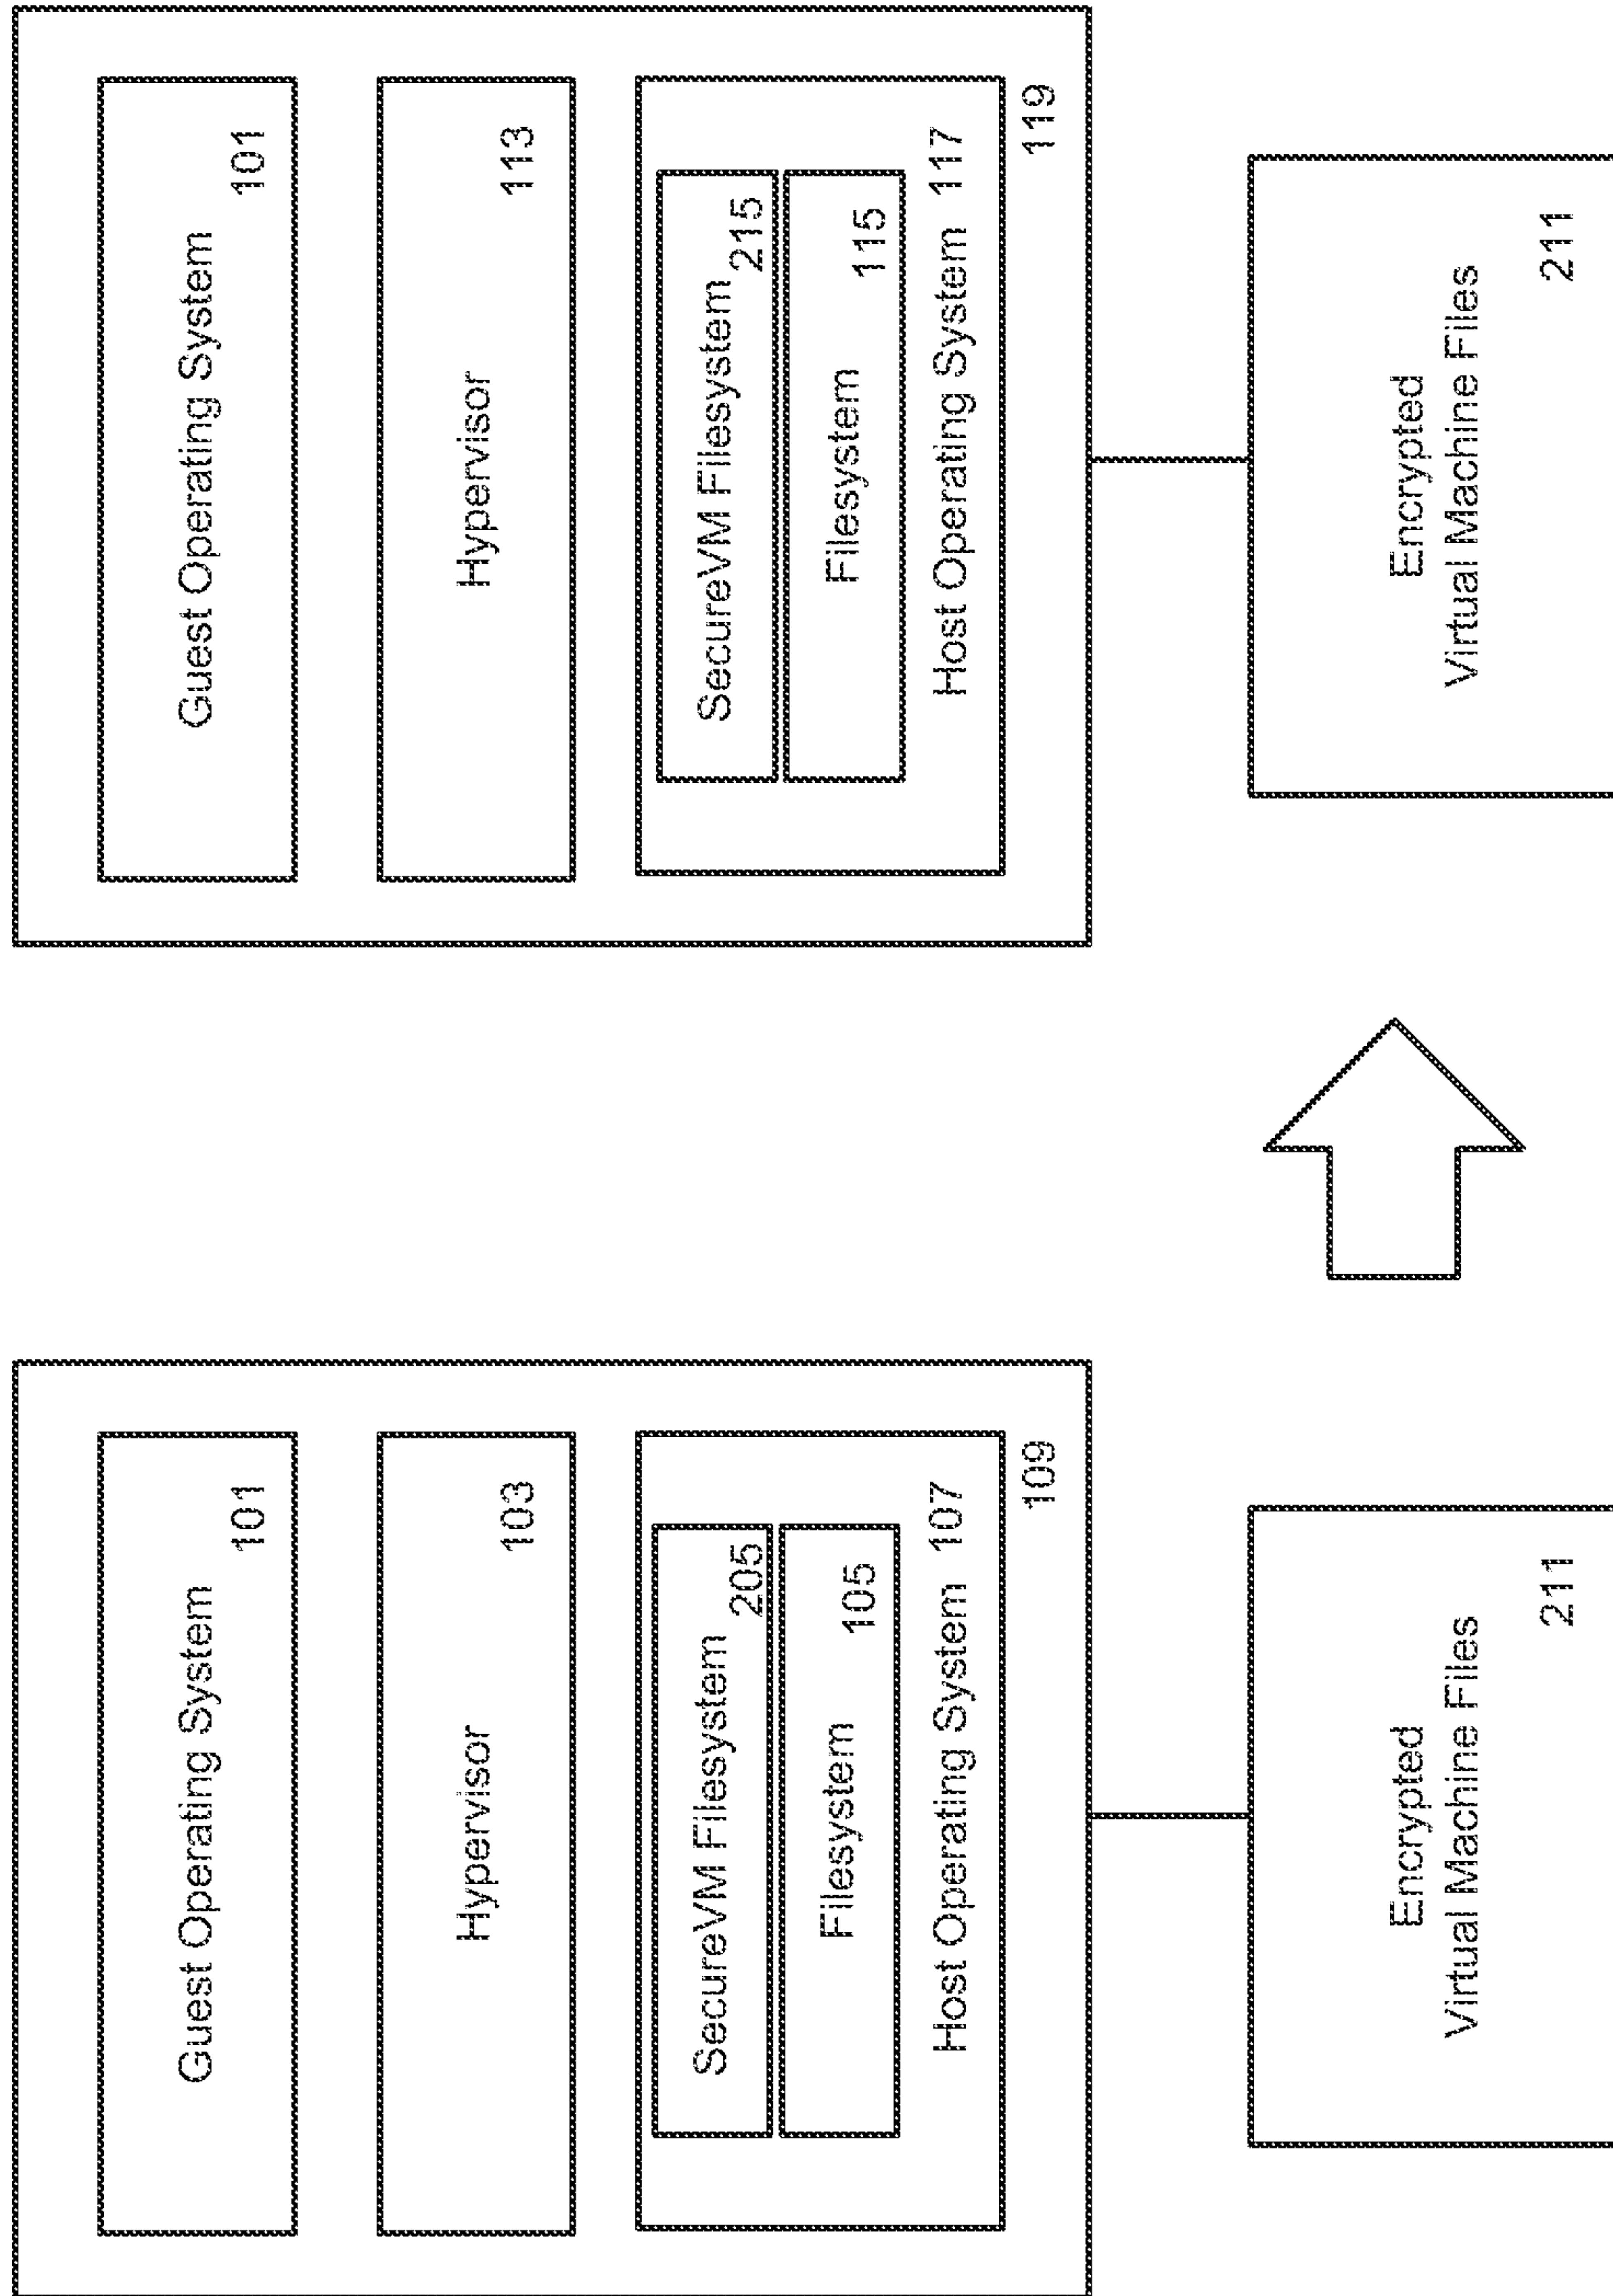 Guest Operating System
101
Hypervisor
103
SecureVM Filesystem
205
Filesystem
105
Host Operating System 107
109
Encrypted
Virtual Machine Files
211
Guest Operating System
101
Hypervisor
113
SecureVM Filesystem
215
Filesystem
115
Host Operating System 117
119
Encrypted
Virtual Machine Files
211